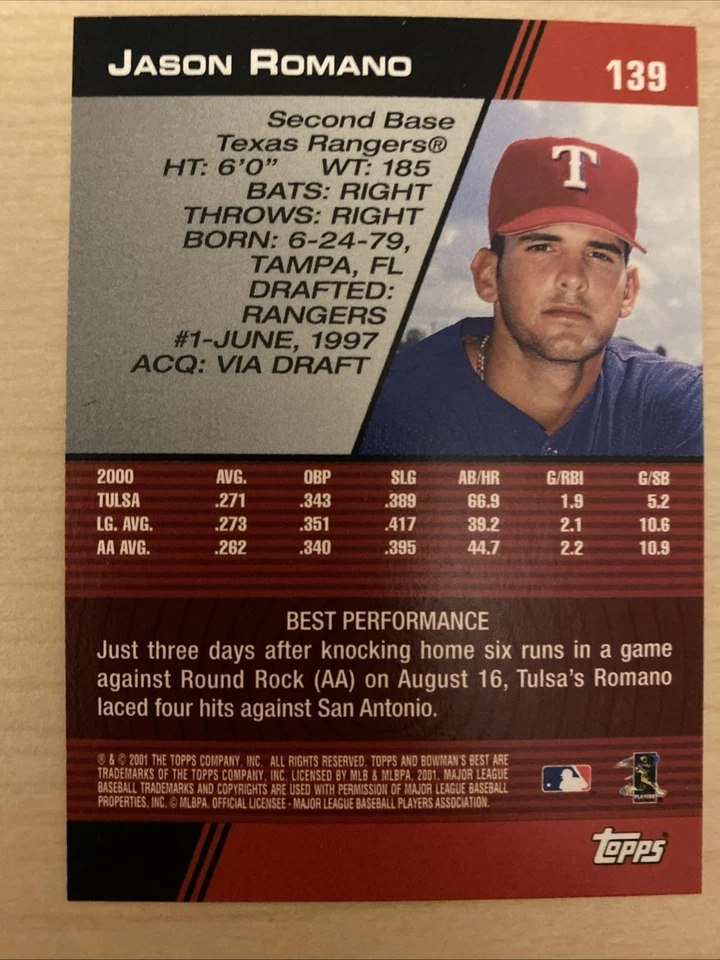 JASON ROMANO
139
Second Base
Texas Rangers®
HT: 6'0" WT: 185
BATS: RIGHT
THROWS: RIGHT
BORN: 6-24-79,
TAMPA, FL
DRAFTED:
RANGERS
#1-JUNE, 1997
ACQ: VIA DRAFT
T
2000 AVG. OBP SLG AB/HR G/RBI G/SB
TULSA .271 .343 .389 66.9 1.9 5.2
LG. AVG. .273 .351 .417 39.2 2.1 10.6
AA AVG. .262 .340 .395 44.7 2.2 10.9
BEST PERFORMANCE
Just three days after knocking home six runs in a game
against Round Rock (AA) on August 16, Tulsa's Romano
laced four hits against San Antonio.
® & © 2001 THE TOPPS COMPANY, INC. ALL RIGHTS RESERVED. TOPPS AND BOWMAN'S BEST ARE
TRADEMARKS OF THE TOPPS COMPANY, INC. LICENSED BY MLB & MLBPA, 2001. MAJOR LEAGUE
BASEBALL TRADEMARKS AND COPYRIGHTS ARE USED WITH PERMISSION OF MAJOR LEAGUE BASEBALL
PROPERTIES, INC. © MLBPA. OFFICIAL LICENSEE - MAJOR LEAGUE BASEBALL PLAYERS ASSOCIATION.
TOPPS